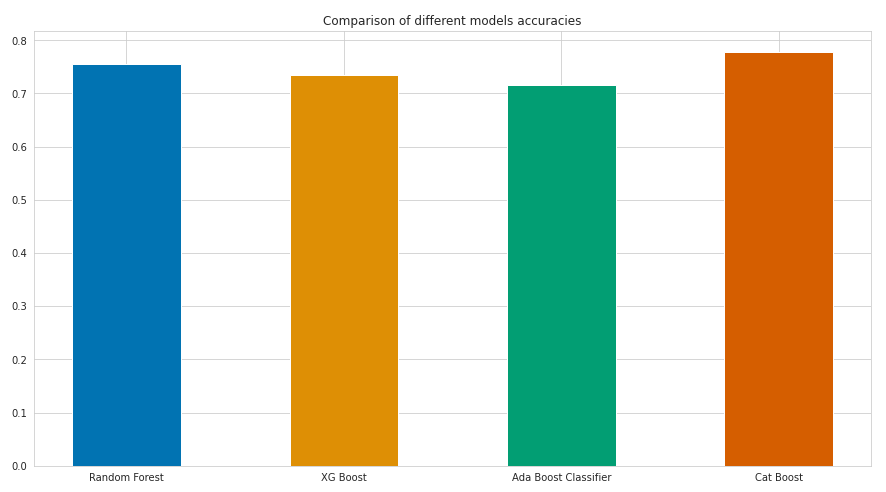 Comparison of different models accuracies
0.8
0.7
0.6
0.5
0.4
0.3
0.2
0.1
0.0
Random Forest
XG Boost
Ada Boost Classifier
Cat Boost